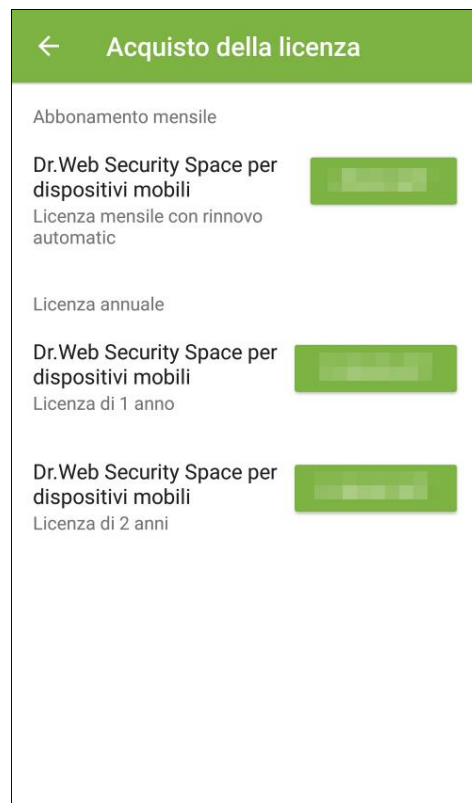 Acquisto della licenza
Abbonamento mensile
Dr.Web Security Space per
dispositivi mobili
Licenza mensile con rinnovo
automatic
Licenza annuale
Dr.Web Security Space per
dispositivi mobili
Licenza di 1 anno
Dr.Web Security Space per
dispositivi mobili
Licenza di 2 anni